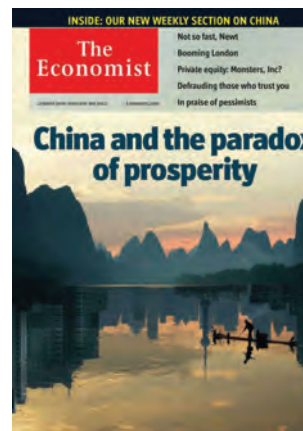 INSIDE: OUR NEW WEEKLY SECTION ON CHINA
The
Economist
Not so fast, Newt
Booming London
Private equity: Monsters, Inc?
Defrauding those who trust you
In praise of pessimists
China and the paradox
of prosperity